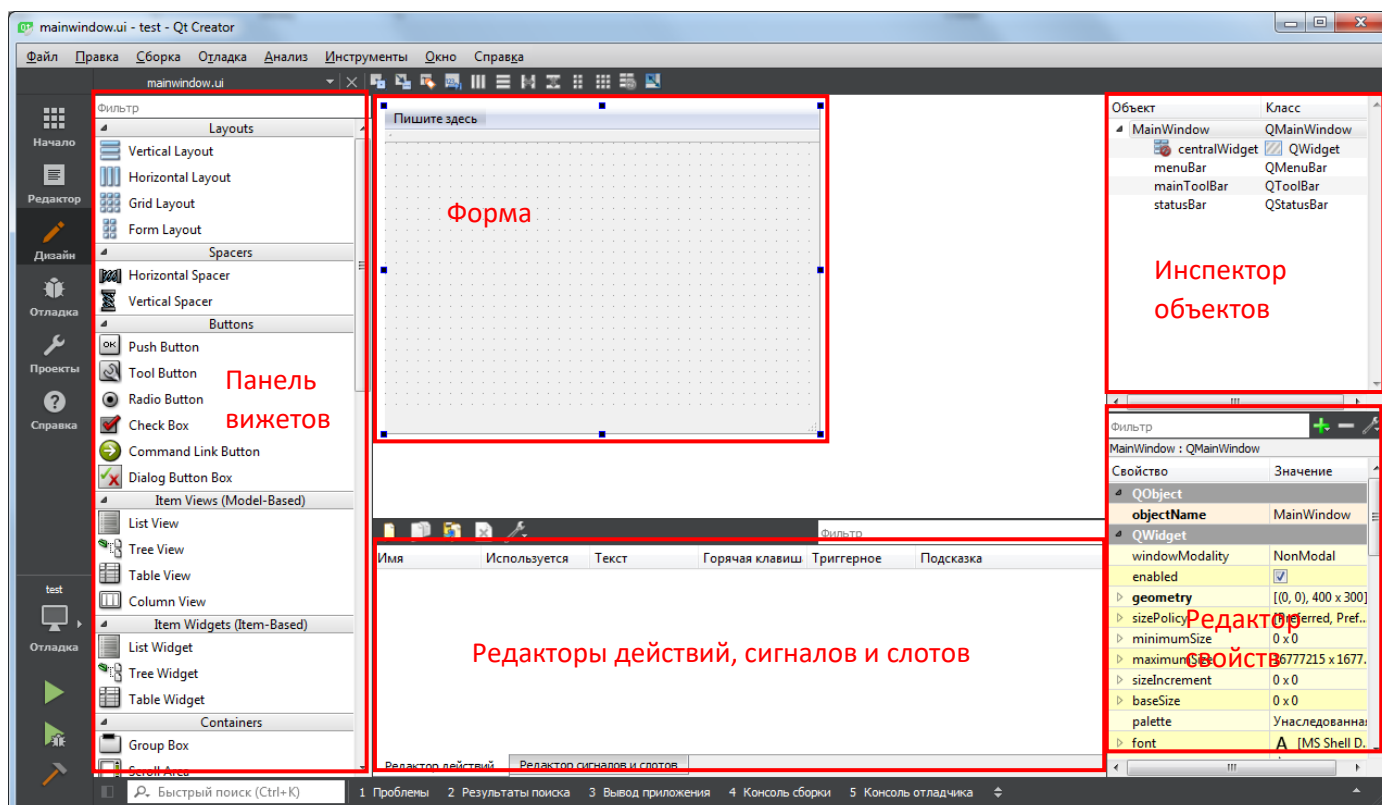 mainwindow.ui - test - Qt Creator
Файл Правка Сборка Отладка Анализ Инструменты Окно Справка
mainwindow.ui
Начало
Редактор
Дизайн
Отладка
Проекты
Справка
test
Отладка
Фильтр
Layouts
Vertical Layout
Horizontal Layout
Grid Layout
Form Layout
Spacers
Horizontal Spacer
Vertical Spacer
Buttons
Push Button
Tool Button
Radio Button
Check Box
Command Link Button
Dialog Button Box
Item Views (Model-Based)
List View
Tree View
Table View
Column View
Item Widgets (Item-Based)
List Widget
Tree Widget
Table Widget
Containers
Group Box
Scroll Area
Панель
вижетов
Пишите здесь
Форма
Фильтр
Имя Используется Текст Горячая клавиш Триггерное Подсказка
Редакторы действий, сигналов и слотов
Редактор действий Редактор сигналов и слотов
Объект Класс
MainWindow QMainWindow
centralWidget QWidget
menuBar QMenuBar
mainToolBar QToolBar
statusBar QStatusBar
Инспектор
объектов
Фильтр
MainWindow : QMainWindow
Свойство Значение
QObject
objectName MainWindow
QWidget
windowModality NonModal
enabled
geometry [(0, 0), 400 x 300]
sizePolicy [Preferred, Pref...
minimumSize 0 x 0
maximumSize 16777215 x 1677...
sizeIncrement 0 x 0
baseSize 0 x 0
palette Унаследованная
font A [MS Shell D...
Редактор
свойств
Быстрый поиск (Ctrl+K) 1 Проблемы 2 Результаты поиска 3 Вывод приложения 4 Консоль сборки 5 Консоль отладчика